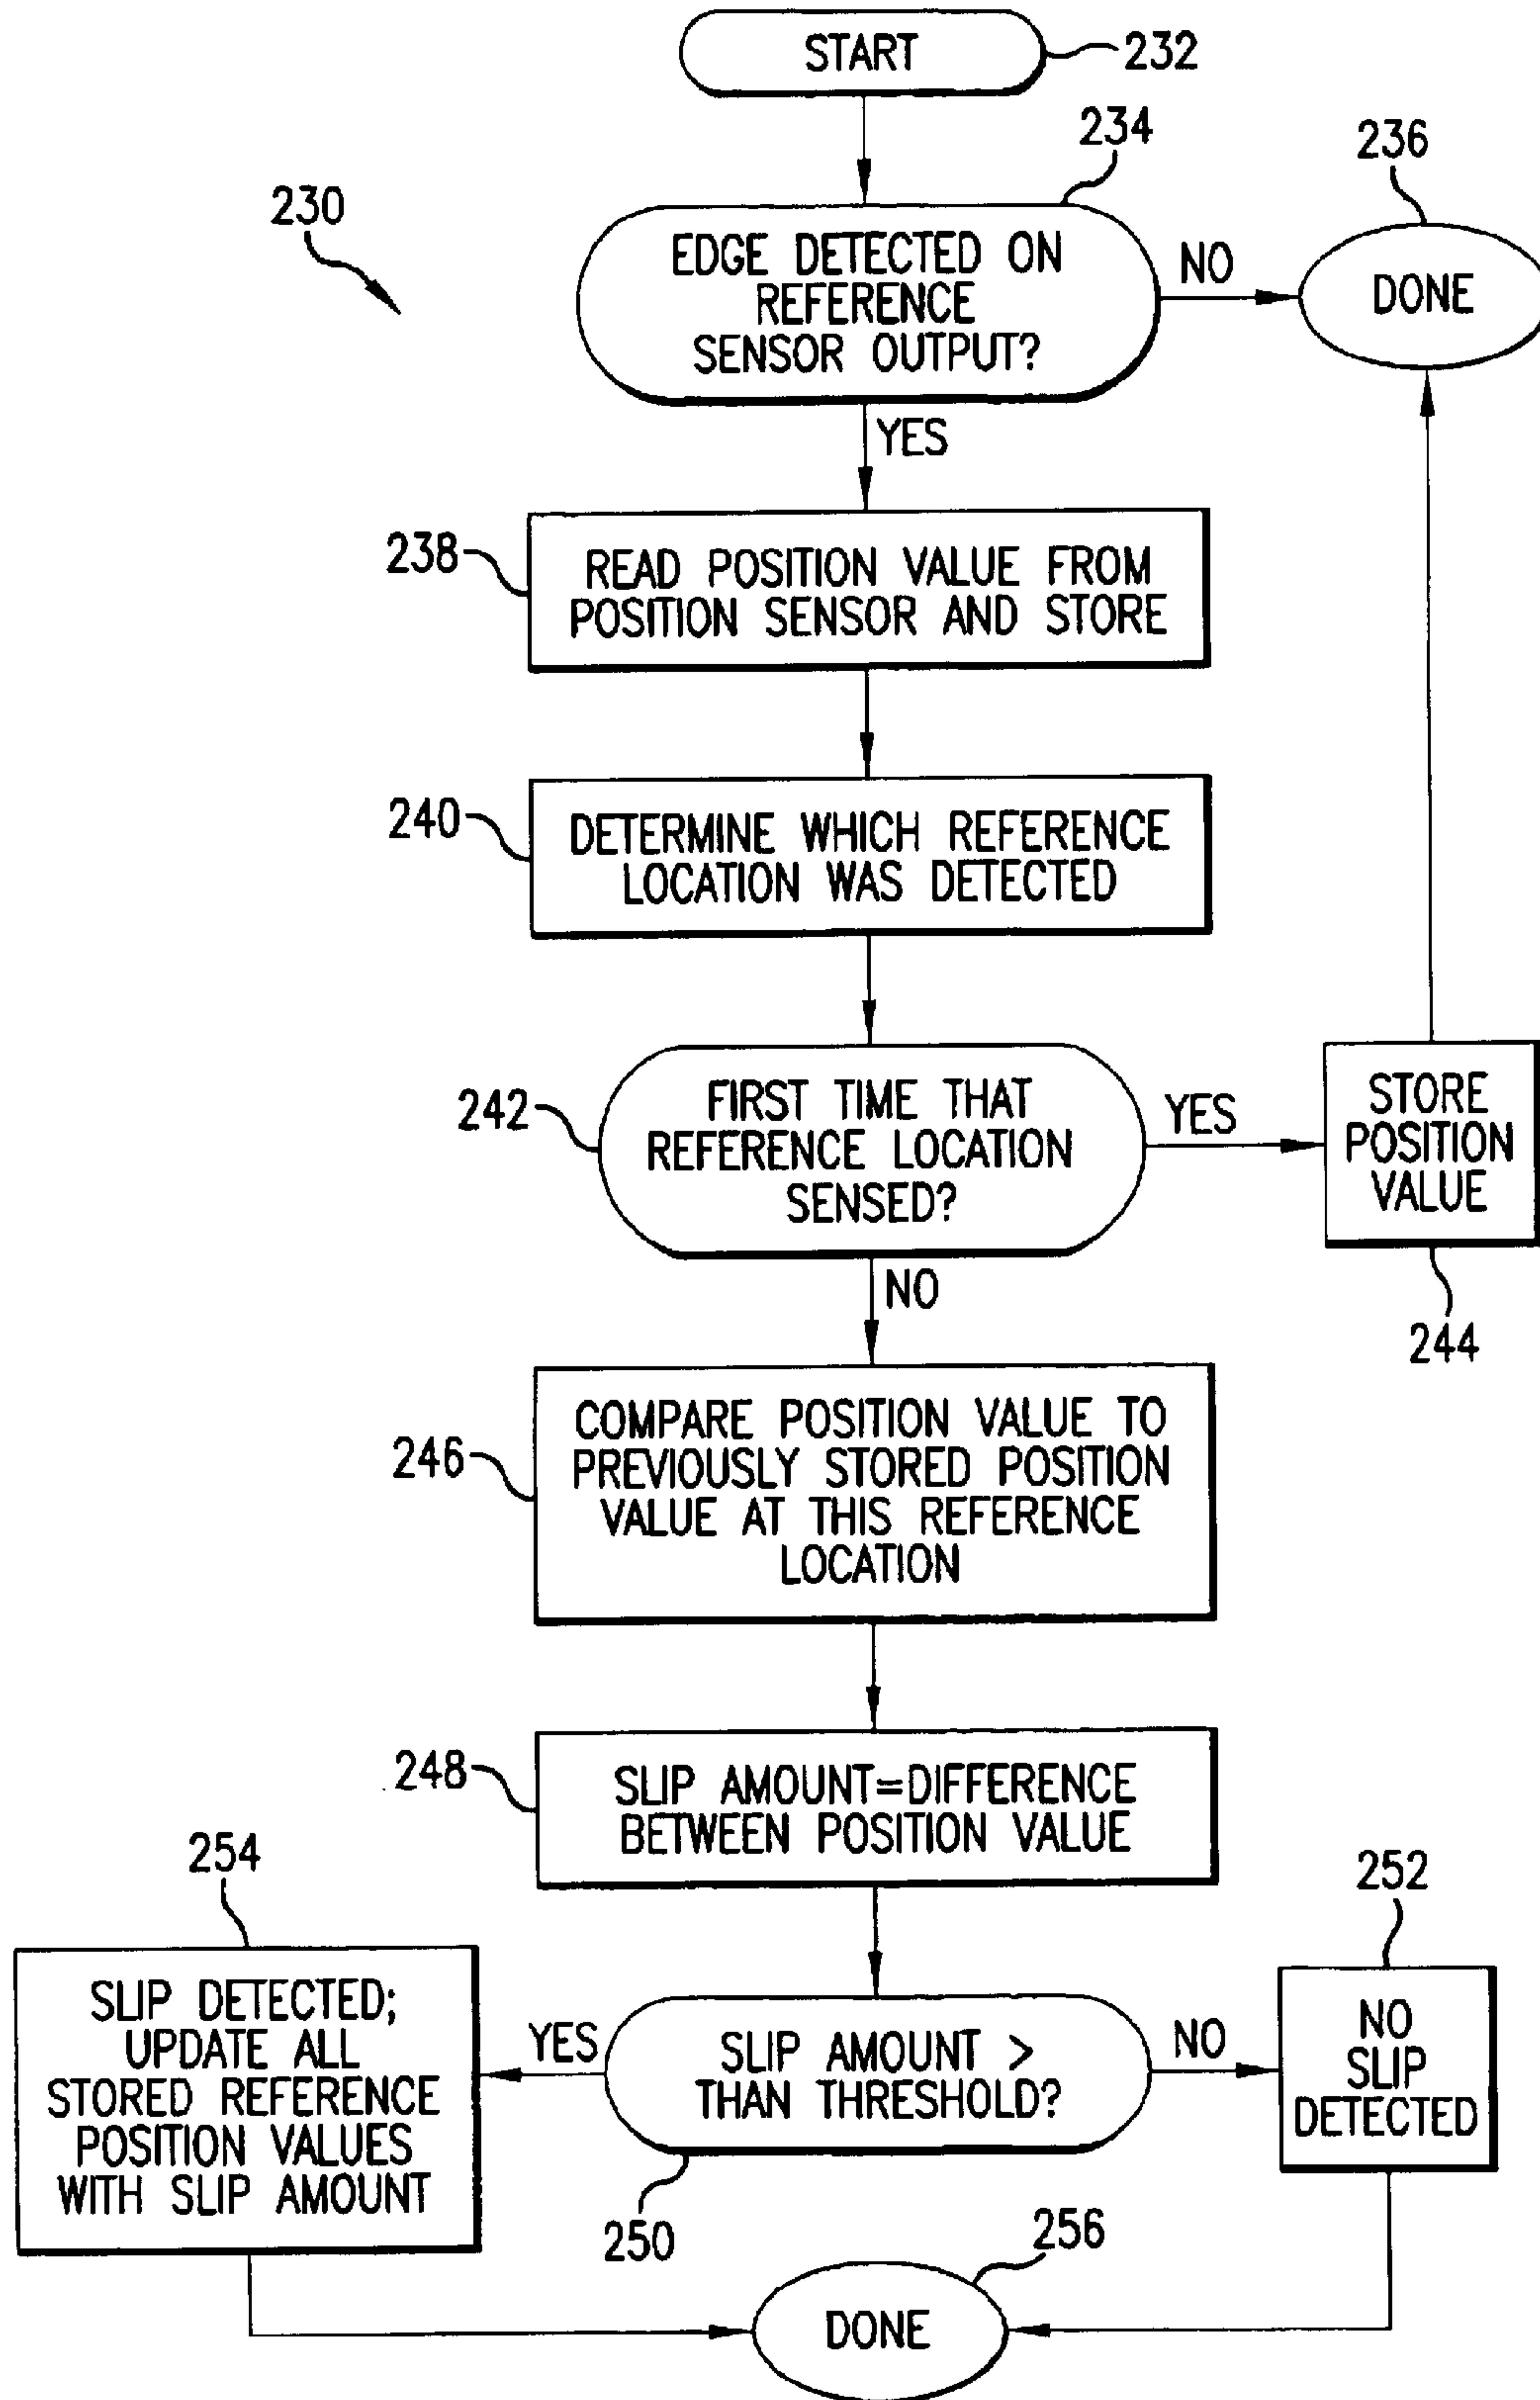 START
232
234
236
230
EDGE DETECTED ON
REFERENCE
SENSOR OUTPUT?
NO
DONE
YES
238
READ POSITION VALUE FROM
POSITION SENSOR AND STORE
240
DETERMINE WHICH REFERENCE
LOCATION WAS DETECTED
242
FIRST TIME THAT
REFERENCE LOCATION
SENSED?
YES
STORE
POSITION
VALUE
244
NO
246
COMPARE POSITION VALUE TO
PREVIOUSLY STORED POSITION
VALUE AT THIS REFERENCE
LOCATION
248
SLIP AMOUNT=DIFFERENCE
BETWEEN POSITION VALUE
254
252
SLIP DETECTED;
UPDATE ALL
STORED REFERENCE
POSITION VALUES
WITH SLIP AMOUNT
YES
SLIP AMOUNT >
THAN THRESHOLD?
NO
NO
SLIP
DETECTED
250
256
DONE